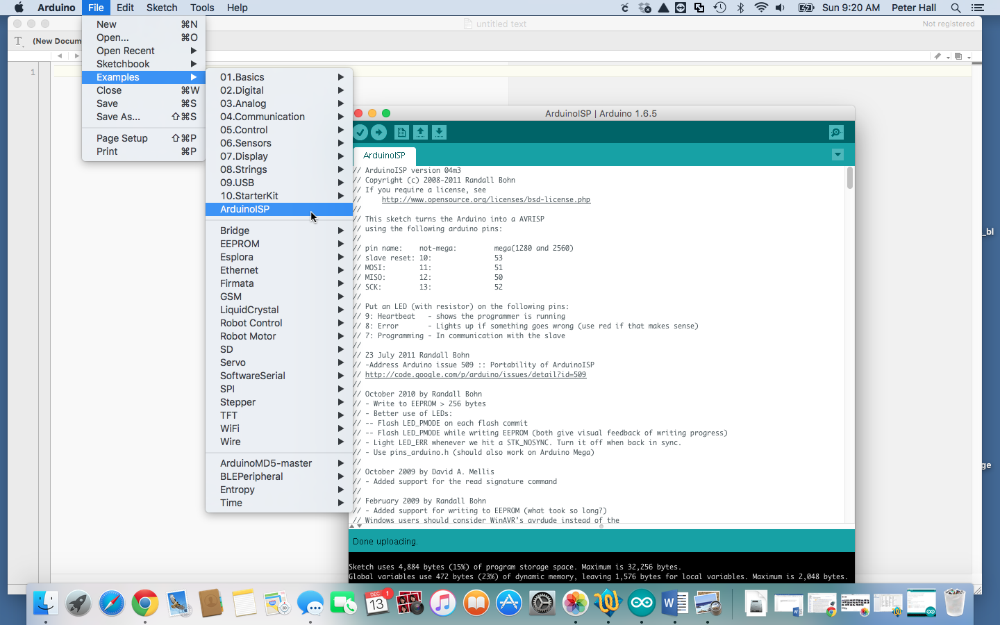 Arduino File Edit Sketch Tools Help Sun 9:20 AM Peter Hall
untitled text Not registered
(New Docum
1
New ⌘N
Open... ⌘O
Open Recent
Sketchbook
Examples
Close ⌘W
Save ⌘S
Save As... ⇧⌘S
Page Setup ⇧⌘P
Print ⌘P
01.Basics
02.Digital
03.Analog
04.Communication
05.Control
06.Sensors
07.Display
08.Strings
09.USB
10.StarterKit
ArduinoISP
Bridge
EEPROM
Esplora
Ethernet
Firmata
GSM
LiquidCrystal
Robot Control
Robot Motor
SD
Servo
SoftwareSerial
SPI
Stepper
TFT
WiFi
Wire
ArduinoMD5-master
BLEPeripheral
Entropy
Time
ArduinoISP | Arduino 1.6.5
ArduinoISP
// ArduinoISP version 04m3
// Copyright (c) 2008-2011 Randall Bohn
// If you require a license, see
// http://www.opensource.org/licenses/bsd-license.php
//
// This sketch turns the Arduino into a AVRISP
// using the following arduino pins:
//
// pin name: not-mega: mega(1280 and 2560)
// slave reset: 10: 53
// MOSI: 11: 51
// MISO: 12: 50
// SCK: 13: 52
//
// Put an LED (with resistor) on the following pins:
// 9: Heartbeat - shows the programmer is running
// 8: Error - Lights up if something goes wrong (use red if that makes sense)
// 7: Programming - In communication with the slave
//
// 23 July 2011 Randall Bohn
// -Address Arduino issue 509 :: Portability of ArduinoISP
// http://code.google.com/p/arduino/issues/detail?id=509
//
// October 2010 by Randall Bohn
// - Write to EEPROM > 256 bytes
// - Better use of LEDs:
// -- Flash LED_PMODE on each flash commit
// -- Flash LED_PMODE while writing EEPROM (both give visual feedback of writing progress)
// - Light LED_ERR whenever we hit a STK_NOSYNC. Turn it off when back in sync.
// - Use pins_arduino.h (should also work on Arduino Mega)
//
// October 2009 by David A. Mellis
// - Added support for the read signature command
//
// February 2009 by Randall Bohn
// - Added support for writing to EEPROM (what took so long?)
// Windows users should consider WinAVR's avrdude instead of the
Done uploading.
Sketch uses 4,884 bytes (15%) of program storage space. Maximum is 32,256 bytes.
Global variables use 472 bytes (23%) of dynamic memory, leaving 1,576 bytes for local variables. Maximum is 2,048 bytes.
_bl
ge
DEC
13
1